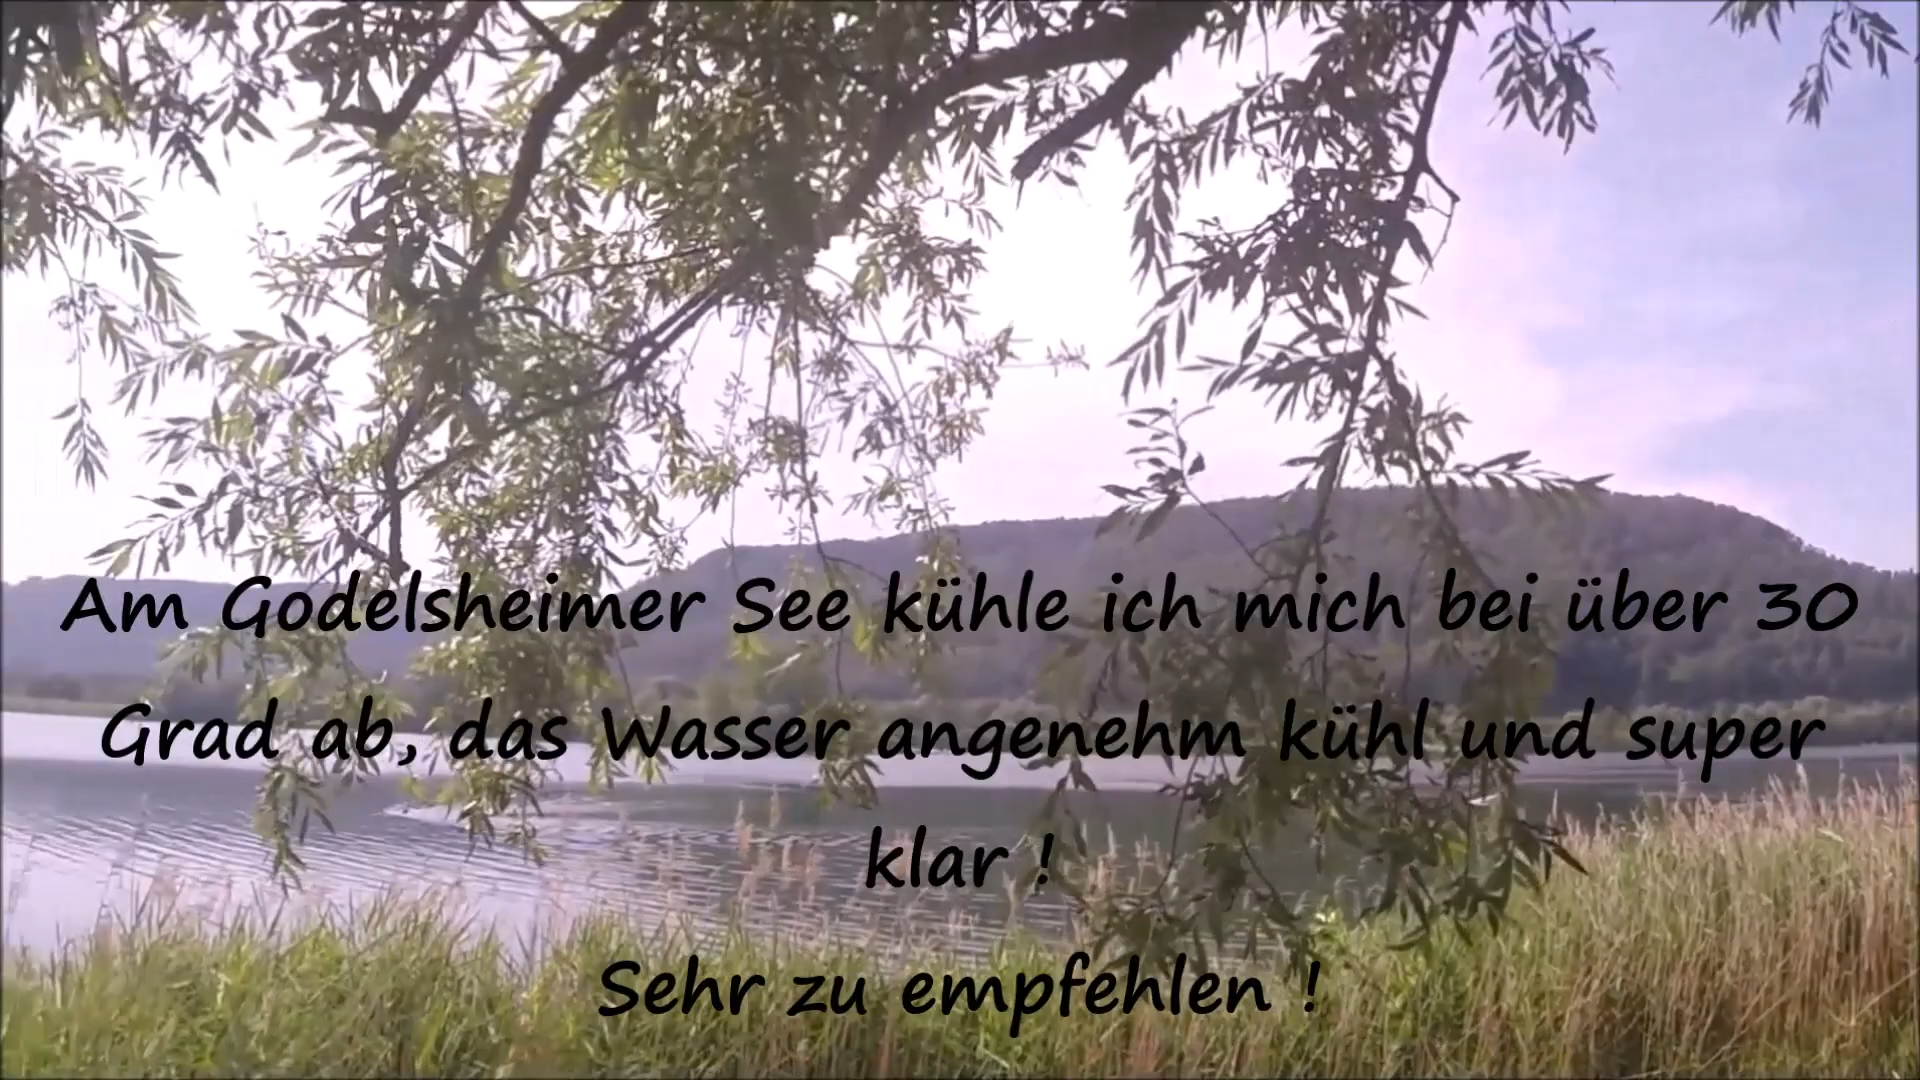 Am Godelsheimer See kühle ich mich bei über 30
Grad ab, das Wasser angenehm kühl und super
klar !
Sehr zu empfehlen !